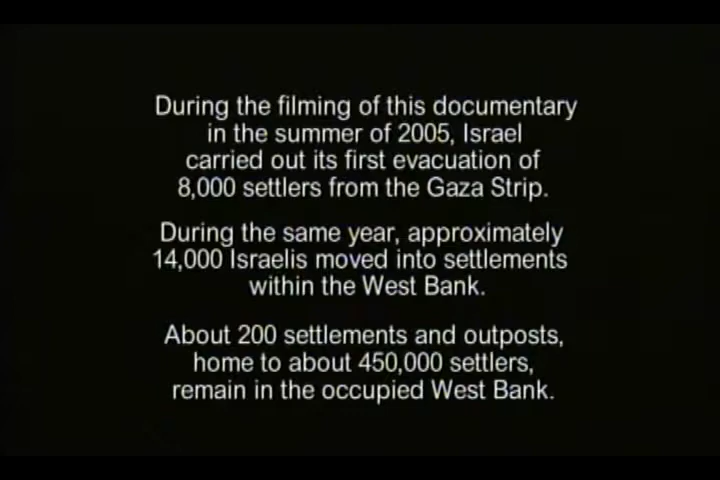 During the filming of this documentary
in the summer of 2005, Israel
carried out its first evacuation of
8,000 settlers from the Gaza Strip.
During the same year, approximately
14,000 Israelis moved into settlements
within the West Bank.
About 200 settlements and outposts,
home to about 450,000 settlers,
remain in the occupied West Bank.